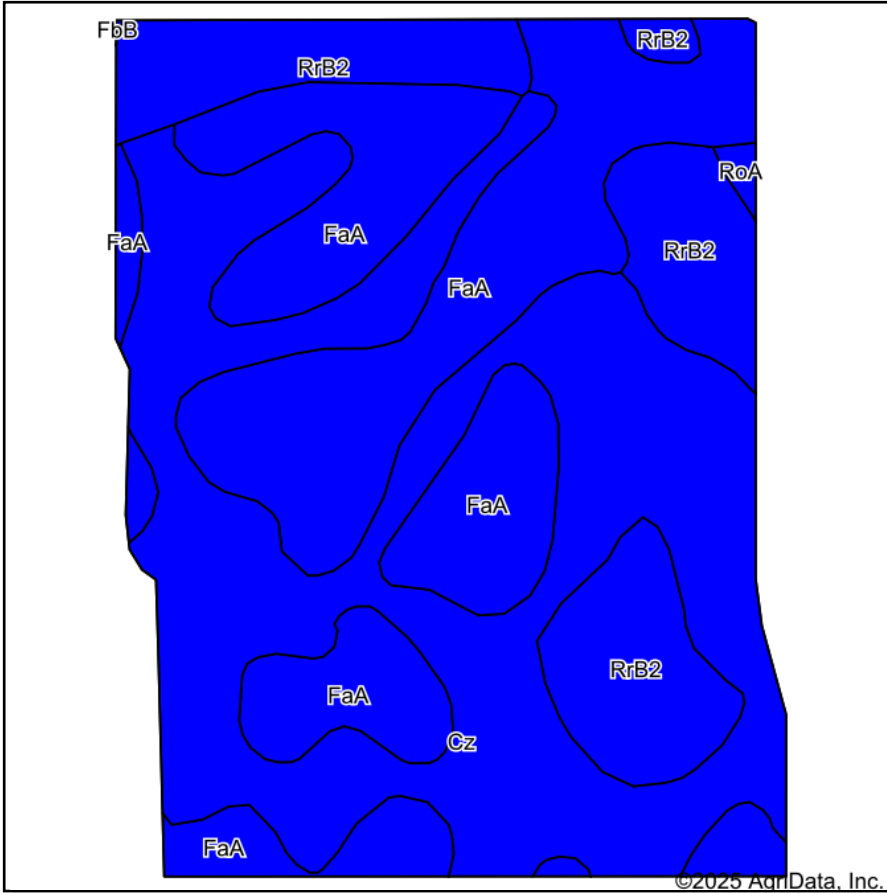 FbB
RrB2
RrB2
RoA
FaA
FaA
RrB2
FaA
FaA
RrB2
FaA
Cz
FaA
©2025 AgriData, Inc.